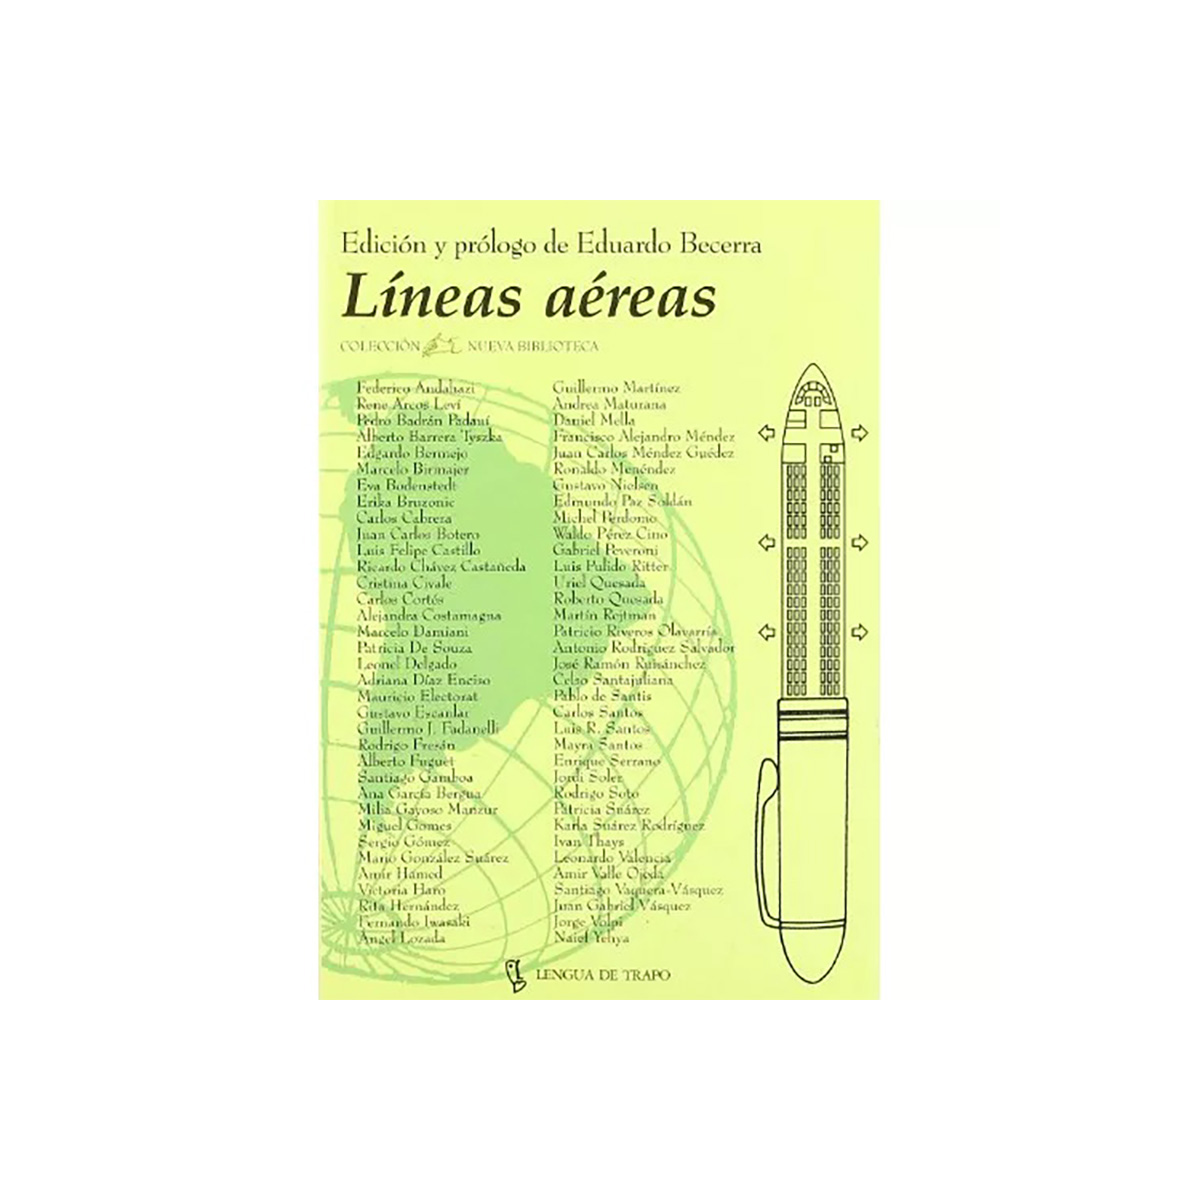 Edición y prólogo de Eduardo Becerra
Líneas aéreas
COLECCIÓN NUEVA BIBLIOTECA
Federico Andahazi
Rene Arcos Leví
Pedro Badrán Padauí
Alberto Barrera Tyszka
Edgardo Bermejo
Marcelo Birmajer
Eva Bodenstedt
Erika Bruzonic
Carlos Cabrera
Juan Carlos Botero
Luis Felipe Castillo
Ricardo Chávez Castañeda
Cristina Civale
Carlos Cortés
Alejandra Costamagna
Marcelo Damiani
Patricia De Souza
Leonel Delgado
Adriana Díaz Enciso
Mauricio Electorat
Gustavo Escanlar
Guillermo J. Fadanelli
Rodrigo Fresán
Alberto Fuguet
Santiago Gamboa
Ana García Bergua
Milia Gayoso Manzur
Miguel Gomes
Sergio Gómez
Mario González Suárez
Amir Hamed
Victoria Haro
Rita Hernández
Fernando Iwasaki
Ángel Lozada
Guillermo Martínez
Andrea Maturana
Daniel Mella
Francisco Alejandro Méndez
Juan Carlos Méndez Guédez
Ronaldo Menéndez
Gustavo Nielsen
Edmundo Paz Soldán
Michel Perdomo
Waldo Pérez Cino
Gabriel Peveroni
Luis Pulido Ritter
Uriel Quesada
Roberto Quesada
Martín Rejtman
Patricio Riveros Olavarría
Antonio Rodríguez Salvador
José Ramón Ruisánchez
Celso Santajuliana
Pablo de Santis
Carlos Santos
Luis R. Santos
Mayra Santos
Enrique Serrano
Jordi Soler
Rodrigo Soto
Patricia Suárez
Karla Suárez Rodríguez
Ivan Thays
Leonardo Valencia
Amir Valle Ojeda
Santiago Vaquera-Vásquez
Juan Gabriel Vásquez
Jorge Volpi
Naief Yehya
LENGUA DE TRAPO